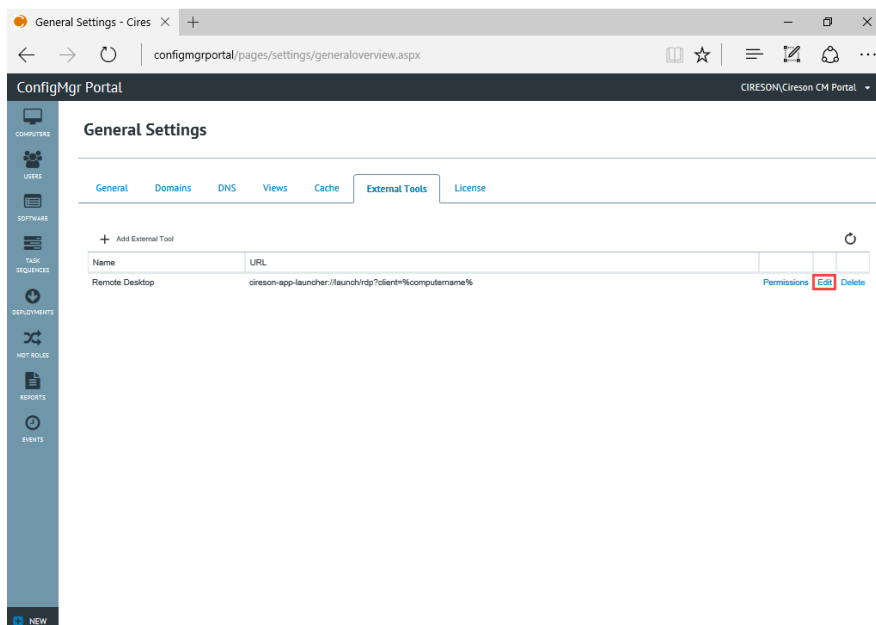 General Settings - Cires
configmgrportal/pages/settings/generaloverview.aspx
ConfigMgr Portal
CIRESON\Cireson CM Portal
COMPUTERS
USERS
SOFTWARE
TASK
SEQUENCES
DEPLOYMENTS
MDT ROLES
REPORTS
EVENTS
NEW
General Settings
General Domains DNS Views Cache External Tools License
Add External Tool
Name URL
Remote Desktop cireson-app-launcher://launch/rdp?client=%computername% Permissions Edit Delete